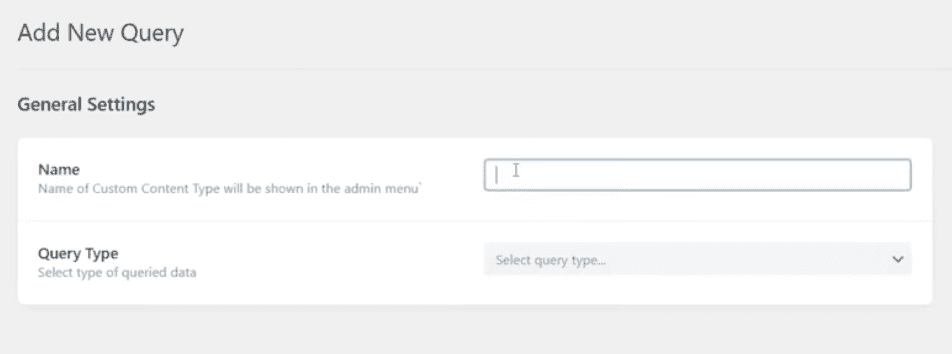 Add New Query
General Settings
Name
Name of Custom Content Type will be shown in the admin menu`
Query Type
Select query type...
Select type of queried data